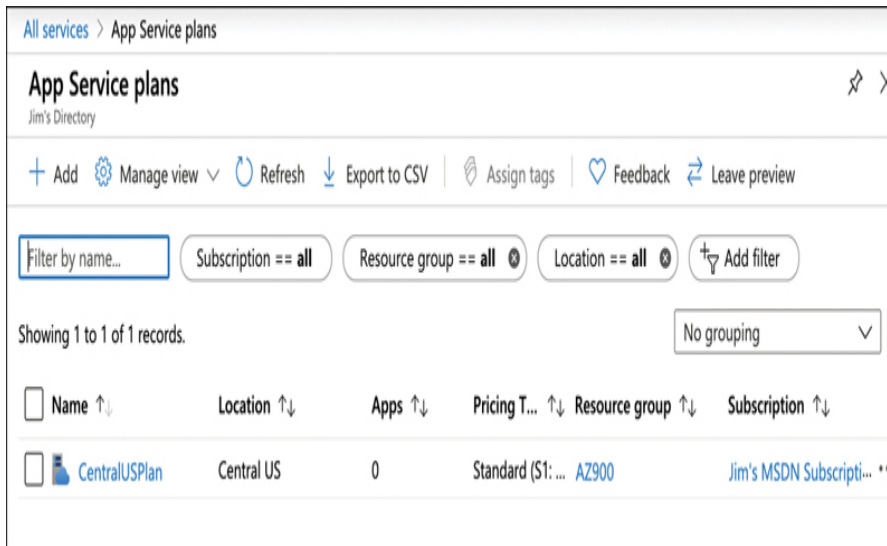 All services > App Service plans
App Service plans
Jim's Directory
Add Manage view Refresh Export to CSV Assign tags Feedback Leave preview
Filter by name... Subscription == all Resource group == all Location == all Add filter
Showing 1 to 1 of 1 records. No grouping
Name Location Apps Pricing T... Resource group Subscription
CentralUSPlan Central US 0 Standard (S1: ... AZ900 Jim's MSDN Subscripti...